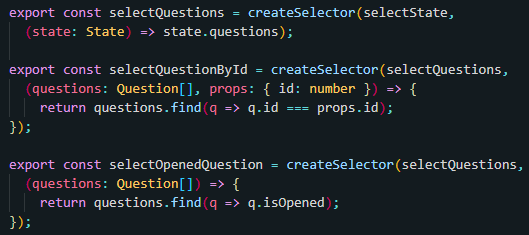 export const selectQuestions = createSelector(selectState,
  (state: State) => state.questions);

export const selectQuestionById = createSelector(selectQuestions,
  (questions: Question[], props: { id: number }) => {
    return questions.find(q => q.id === props.id);
});

export const selectOpenedQuestion = createSelector(selectQuestions,
  (questions: Question[]) => {
    return questions.find(q => q.isOpened);
});